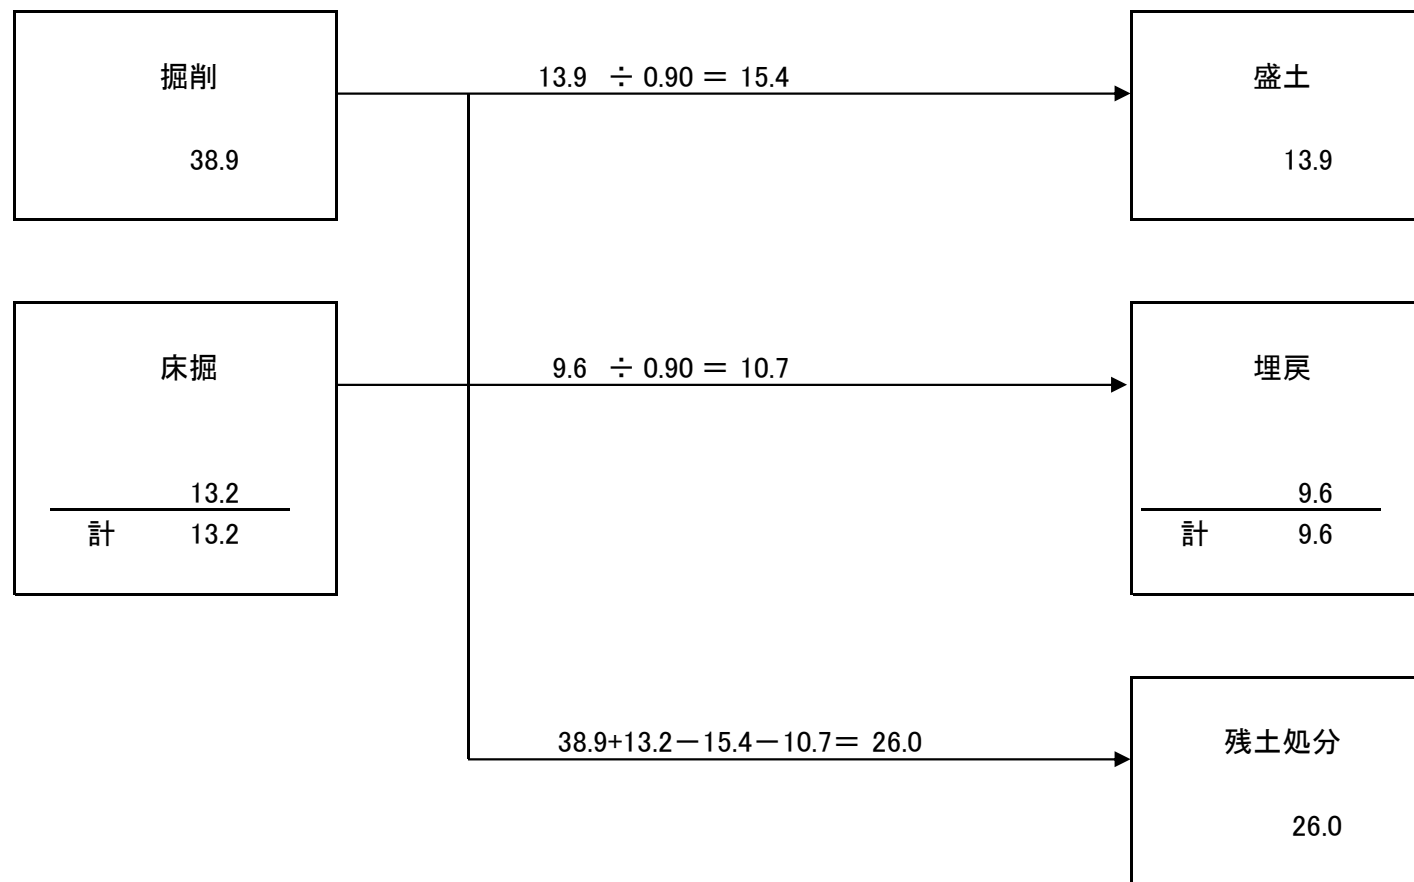 掘削
38.9
13.9 ÷ 0.90 ＝ 15.4
盛土
13.9
床掘
13.2
計 13.2
9.6 ÷ 0.90 ＝ 10.7
埋戻
9.6
計 9.6
38.9+13.2－15.4－10.7＝ 26.0
残土処分
26.0